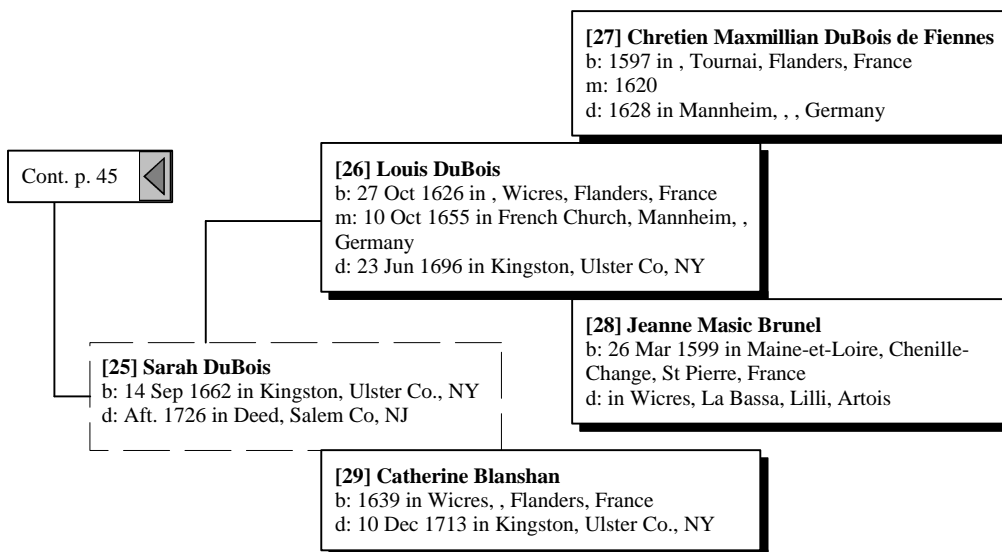 [27] Chretien Maxmillian DuBois de Fiennes
b: 1597 in , Tournai, Flanders, France
m: 1620
d: 1628 in Mannheim, , , Germany
Cont. p. 45
[26] Louis DuBois
b: 27 Oct 1626 in , Wicres, Flanders, France
m: 10 Oct 1655 in French Church, Mannheim, ,
Germany
d: 23 Jun 1696 in Kingston, Ulster Co, NY
[28] Jeanne Masic Brunel
b: 26 Mar 1599 in Maine-et-Loire, Chenille-
Change, St Pierre, France
d: in Wicres, La Bassa, Lilli, Artois
[25] Sarah DuBois
b: 14 Sep 1662 in Kingston, Ulster Co., NY
d: Aft. 1726 in Deed, Salem Co, NJ
[29] Catherine Blanshan
b: 1639 in Wicres, , Flanders, France
d: 10 Dec 1713 in Kingston, Ulster Co., NY